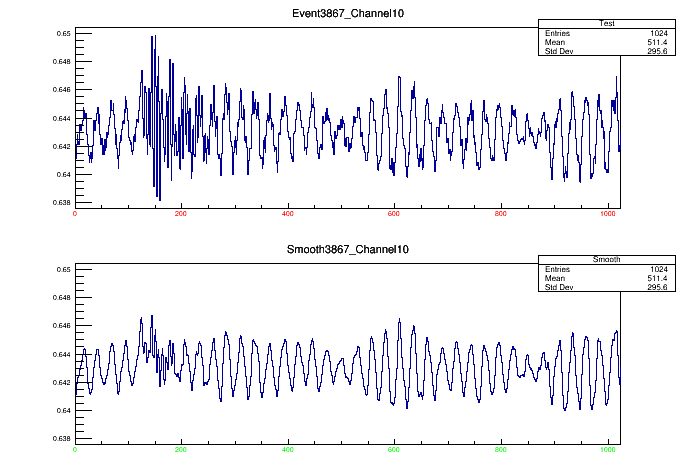 Event3867_Channel10
Test
Entries 1024
Mean 511.4
Std Dev 295.6
0.65
0.648
0.646
0.644
0.642
0.64
0.638
0 200 400 600 800 1000
Smooth3867_Channel10
Smooth
Entries 1024
Mean 511.4
Std Dev 295.6
0.65
0.648
0.646
0.644
0.642
0.64
0.638
0 200 400 600 800 1000